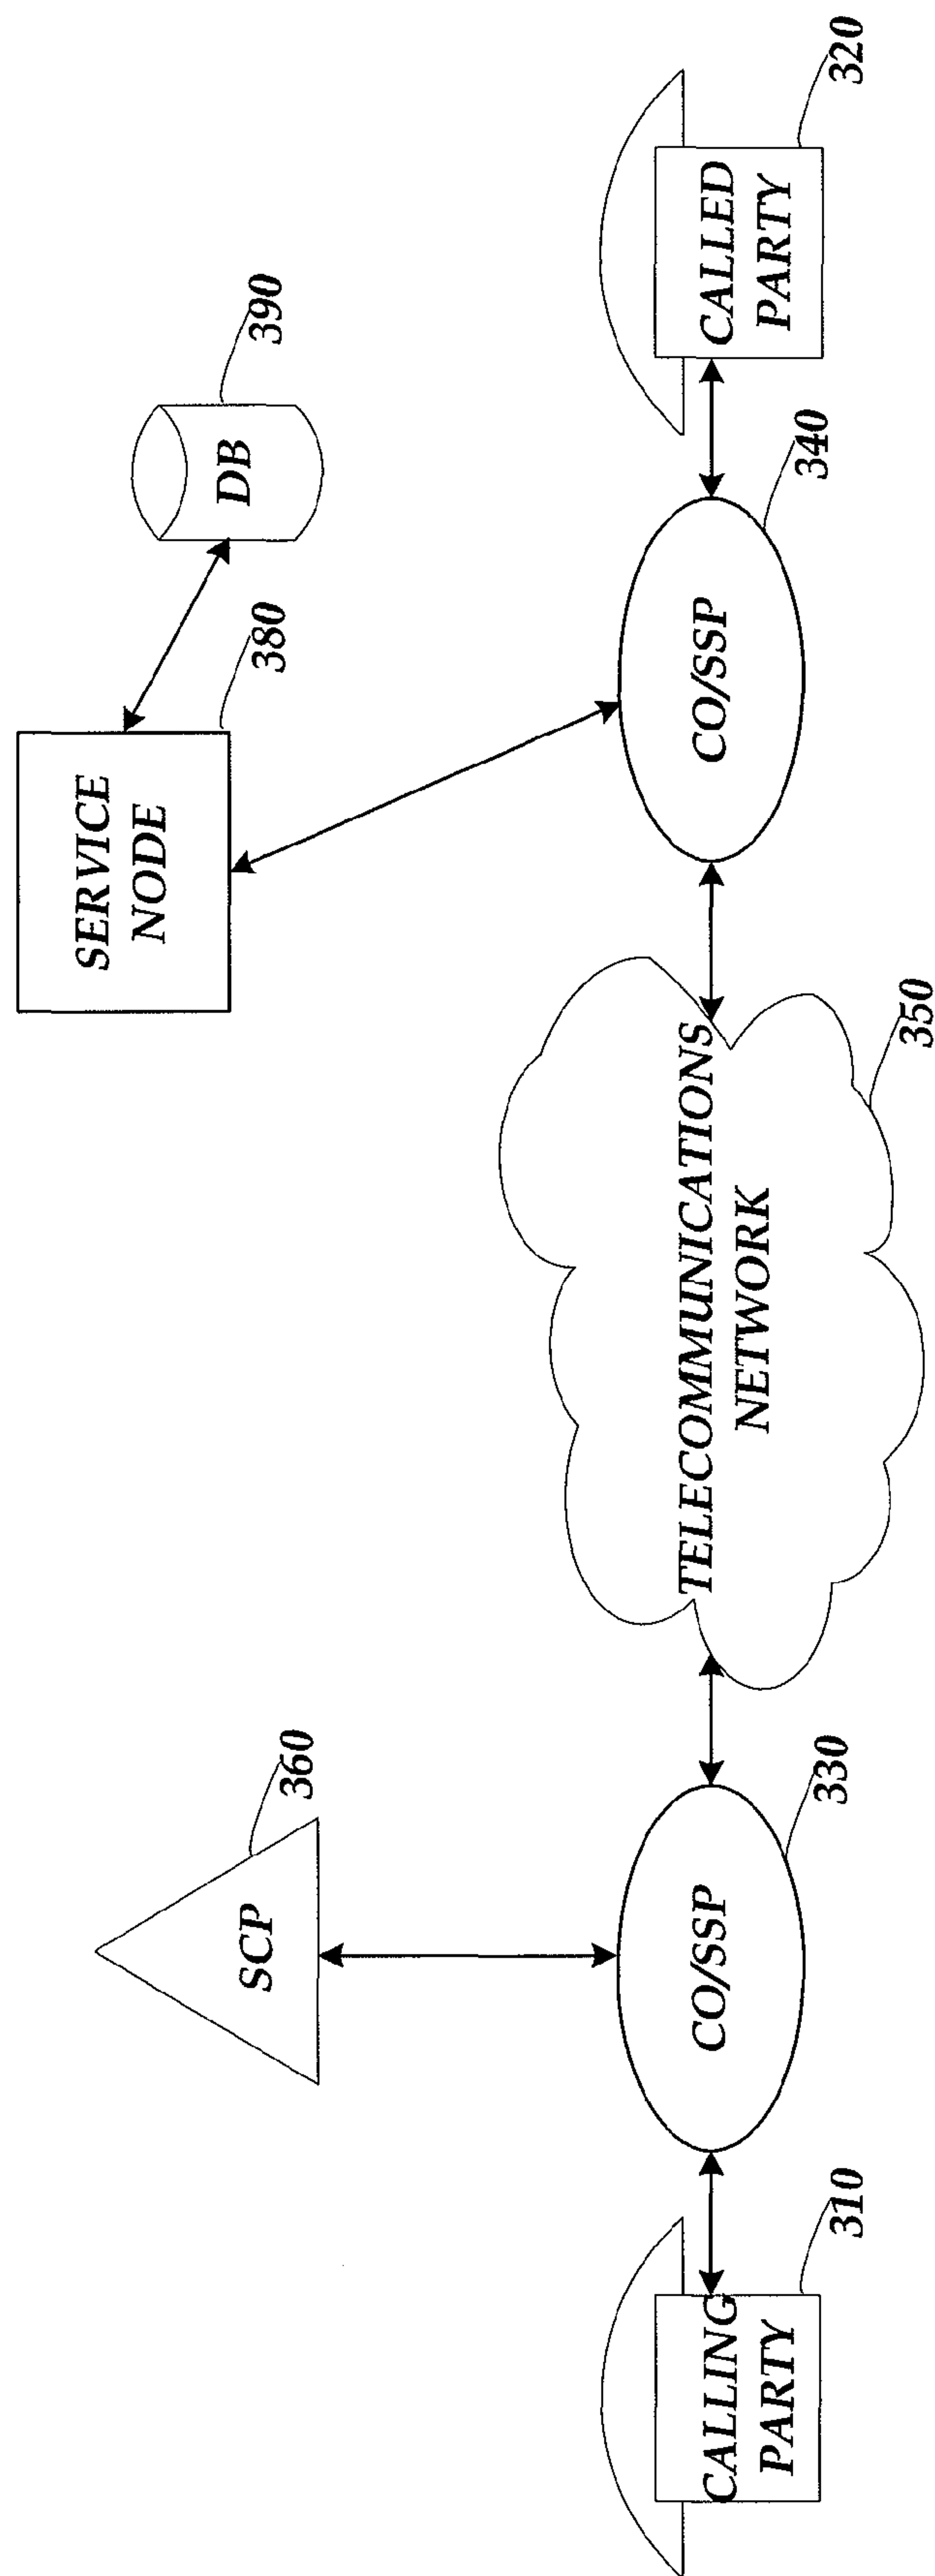 SERVICE
NODE
380
DB
390
SCP
360
CALLING
PARTY
310
CO/SSP
330
TELECOMMUNICATIONS
NETWORK
350
CO/SSP
340
CALLED
PARTY
320